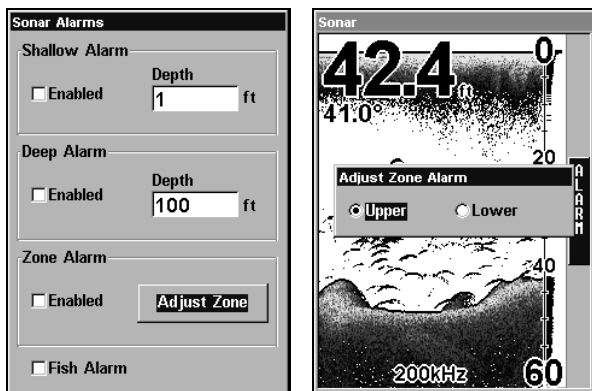 Sonar Alarms
Shallow Alarm
Enabled
Depth
1 ft
Deep Alarm
Enabled
Depth
100 ft
Zone Alarm
Enabled
Adjust Zone
Fish Alarm
Sonar
42.4 ft
41.0°
0
20
Adjust Zone Alarm
Upper Lower
ALARM
40
200kHz
60